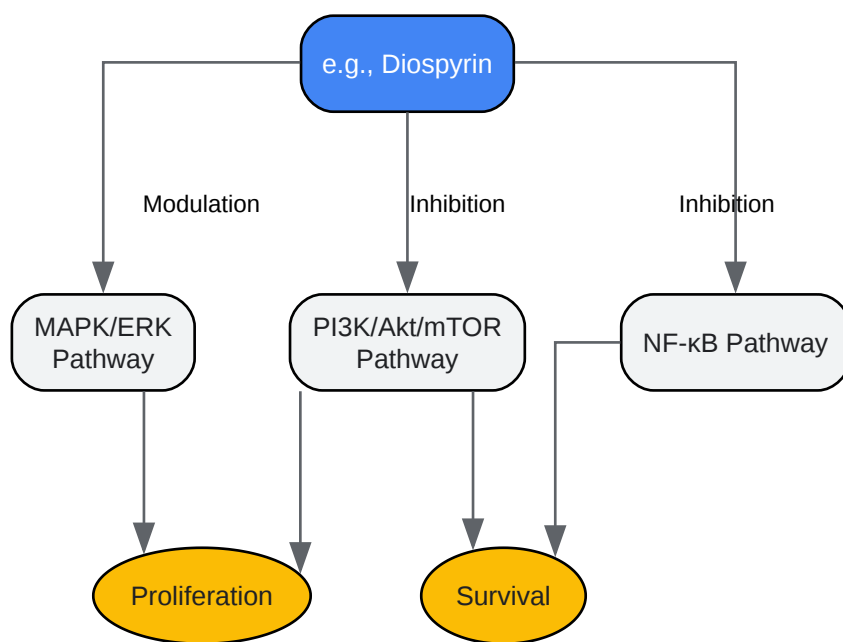 e.g., Diospyrin
Modulation
Inhibition
Inhibition
MAPK/ERK
Pathway
PI3K/Akt/mTOR
Pathway
NF-κB Pathway
Proliferation
Survival